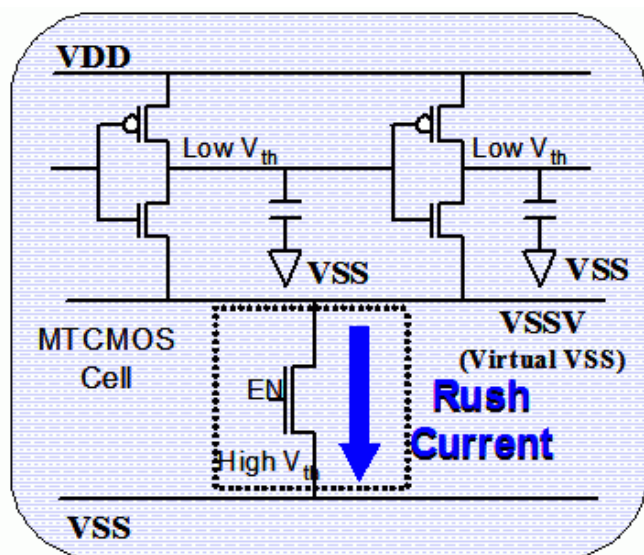 VDD
Low Vth
Low Vth
VSS
VSS
VSSV
(Virtual VSS)
MTCMOS
Cell
EN
Rush
Current
High Vth
VSS